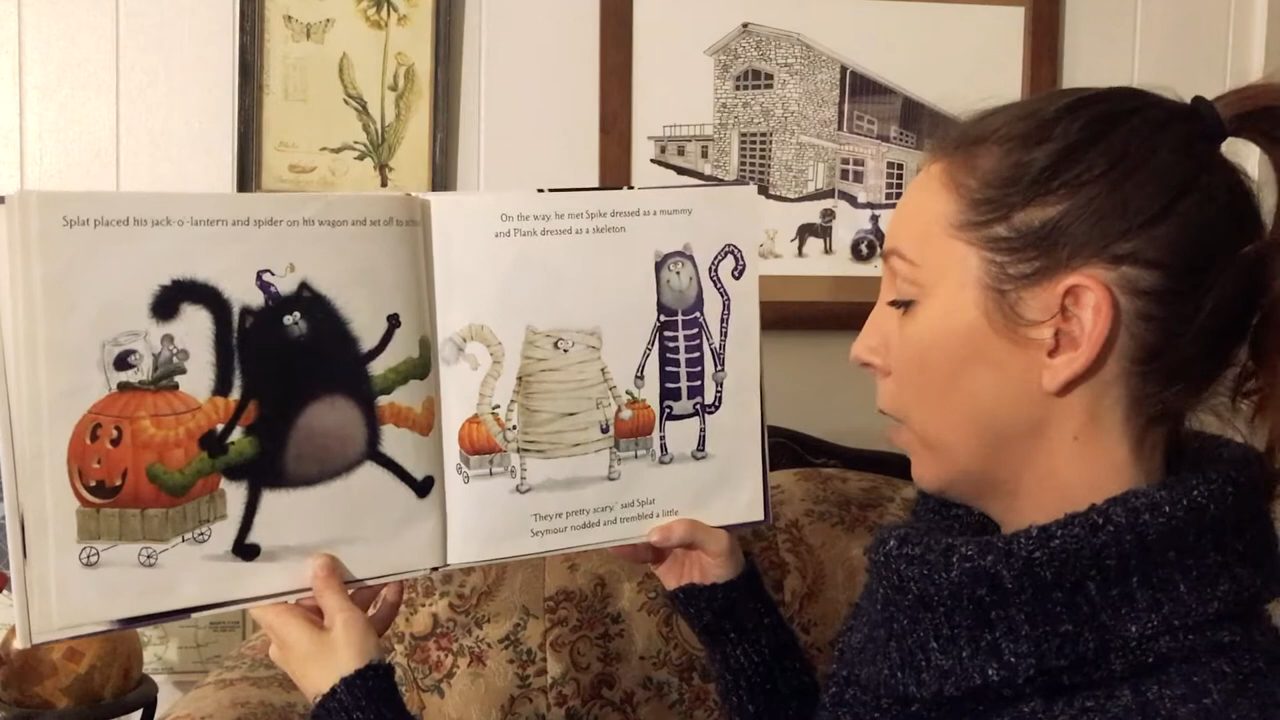 Splat placed his jack-o'-lantern and spider on his wagon and set off to
On the way, he met Spike dressed as a mummy
and Plank dressed as a skeleton.
"They're pretty scary," said Splat.
Seymour nodded and trembled a little.